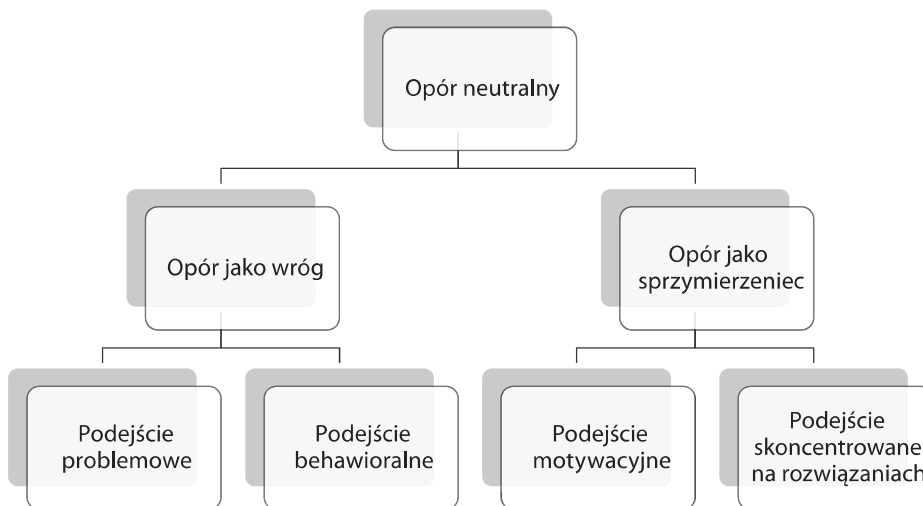 Opór neutralny
Opór jako wróg
Opór jako
sprzymierzeniec
Podejście
problemowe
Podejście
behawioralne
Podejście
motywacyjne
Podejście
skoncentrowane
na rozwiązaniach